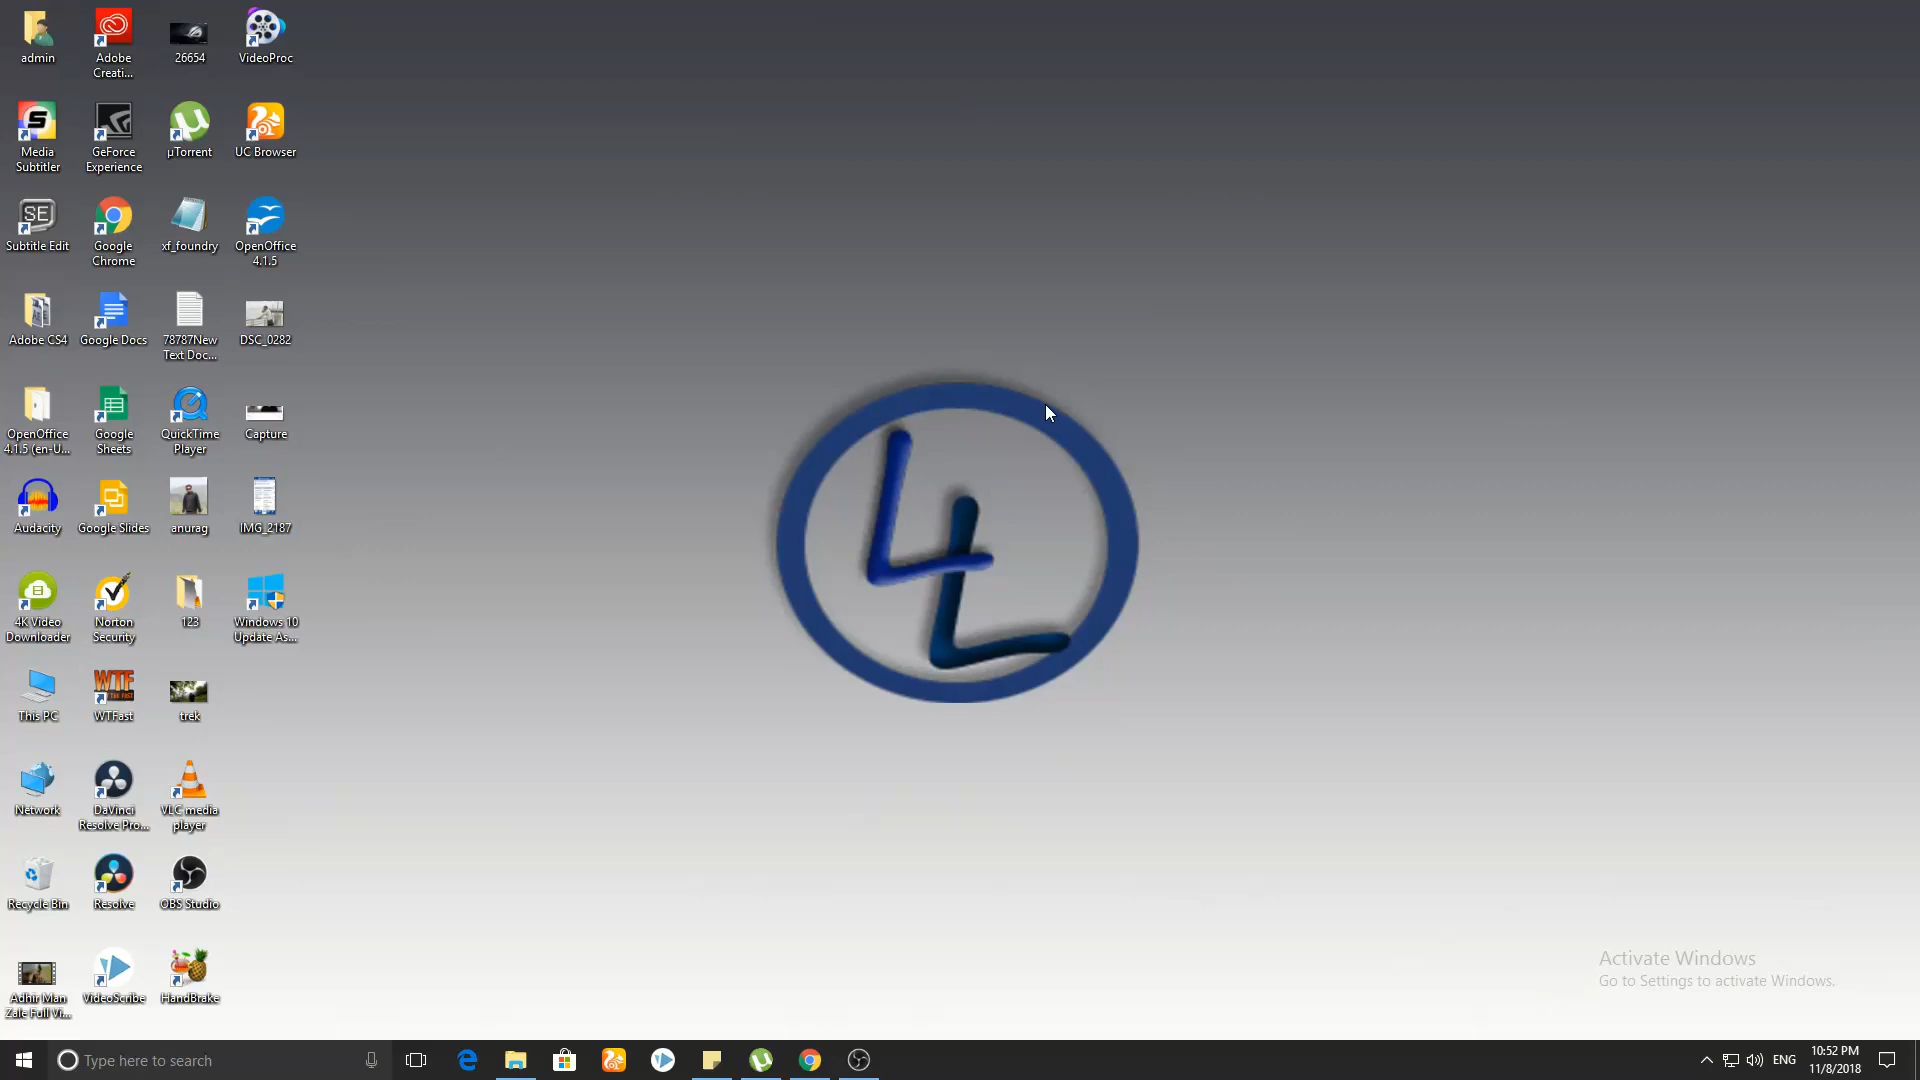 admin
Adobe
Creati...
26654
VideoProc
Media
Subtitler
GeForce
Experience
µTorrent
UC Browser
Subtitle Edit
Google
Chrome
xf_foundry
OpenOffice
4.1.5
Adobe CS4
Google Docs
78787New
Text Doc...
DSC_0282
OpenOffice
4.1.5 (en-U...
Google
Sheets
QuickTime
Player
Capture
Audacity
Google Slides
anurag
IMG_2187
4K Video
Downloader
Norton
Security
123
Windows 10
Update As...
This PC
WTFast
trek
Network
DaVinci
Resolve Pro...
VLC media
player
Recycle Bin
Resolve
OBS Studio
Adhir Man
Zale Full Vi...
VideoScribe
HandBrake
SE
WTF
4L
Activate Windows
Go to Settings to activate Windows.
Type here to search
ENG
10:52 PM
11/8/2018